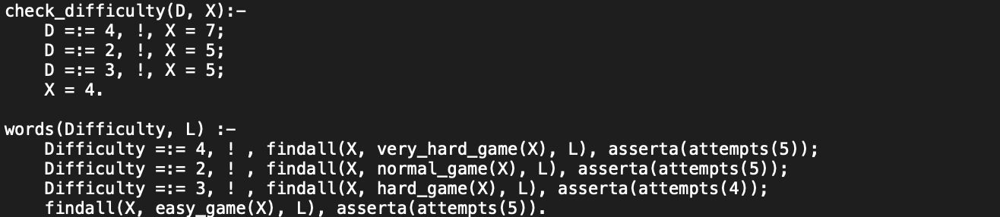 check_difficulty(D, X):-
    D =:= 4, !, X = 7;
    D =:= 2, !, X = 5;
    D =:= 3, !, X = 5;
    X = 4.

words(Difficulty, L) :-
    Difficulty =:= 4, ! , findall(X, very_hard_game(X), L), asserta(attempts(5));
    Difficulty =:= 2, ! , findall(X, normal_game(X), L), asserta(attempts(5));
    Difficulty =:= 3, ! , findall(X, hard_game(X), L), asserta(attempts(4));
    findall(X, easy_game(X), L), asserta(attempts(5)).